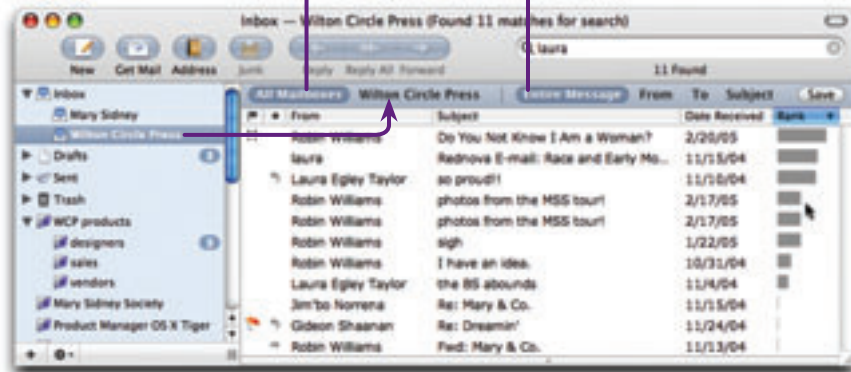 Inbox — Wilton Circle Press (Found 11 matches for search)
laura
New Get Mail Address Junk Reply Reply All Forward 11 Found
Inbox
Mary Sidney
Wilton Circle Press
Drafts
Sent
Trash
WCP products
designers
sales
vendors
Mary Sidney Society
Product Manager OS X Tiger
All Mailboxes Wilton Circle Press Entire Message From To Subject Save
From Subject Date Received Rank
Robin Williams Do You Not Know I Am a Woman? 2/20/05
laura Rednova E-mail: Race and Early Mo... 11/15/04
Laura Egley Taylor so proud!! 11/10/04
Robin Williams photos from the MSS tour! 2/17/05
Robin Williams photos from the MSS tour! 2/17/05
Robin Williams sigh 1/22/05
Robin Williams I have an idea. 10/31/04
Laura Egley Taylor the BS abounds 11/4/04
Jim'bo Norrena Re: Mary & Co. 11/15/04
Gideon Shaanan Re: Dreamin' 11/24/04
Robin Williams Fwd: Mary & Co. 11/13/04